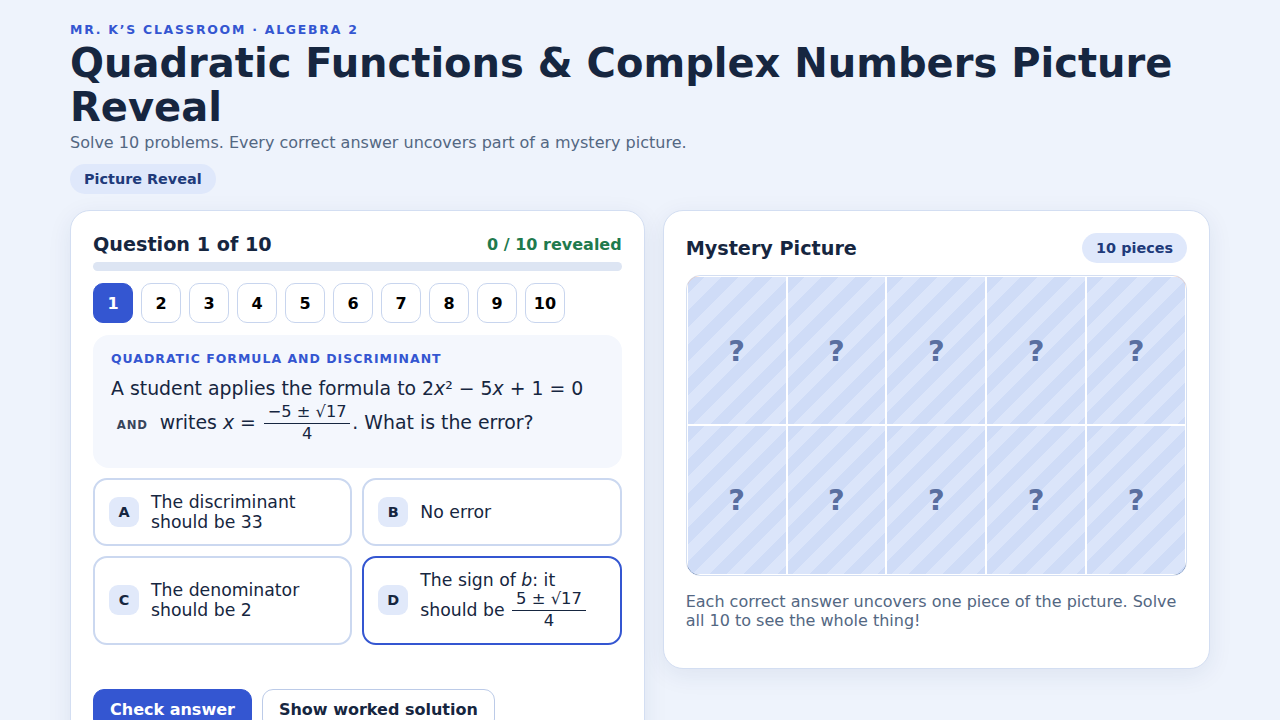 MR. K’S CLASSROOM · ALGEBRA 2
Quadratic Functions & Complex Numbers Picture
Reveal
Solve 10 problems. Every correct answer uncovers part of a mystery picture.
Picture Reveal
Question 1 of 10
0 / 10 revealed
1 2 3 4 5 6 7 8 9 10
QUADRATIC FORMULA AND DISCRIMINANT
A student applies the formula to 2x² − 5x + 1 = 0
AND writes x = (−5 ± √17)/4. What is the error?
A
The discriminant
should be 33
B
No error
C
The denominator
should be 2
D
The sign of b: it
should be (5 ± √17)/4
Check answer
Show worked solution
Mystery Picture
10 pieces
? ? ? ? ?
? ? ? ? ?
Each correct answer uncovers one piece of the picture. Solve
all 10 to see the whole thing!